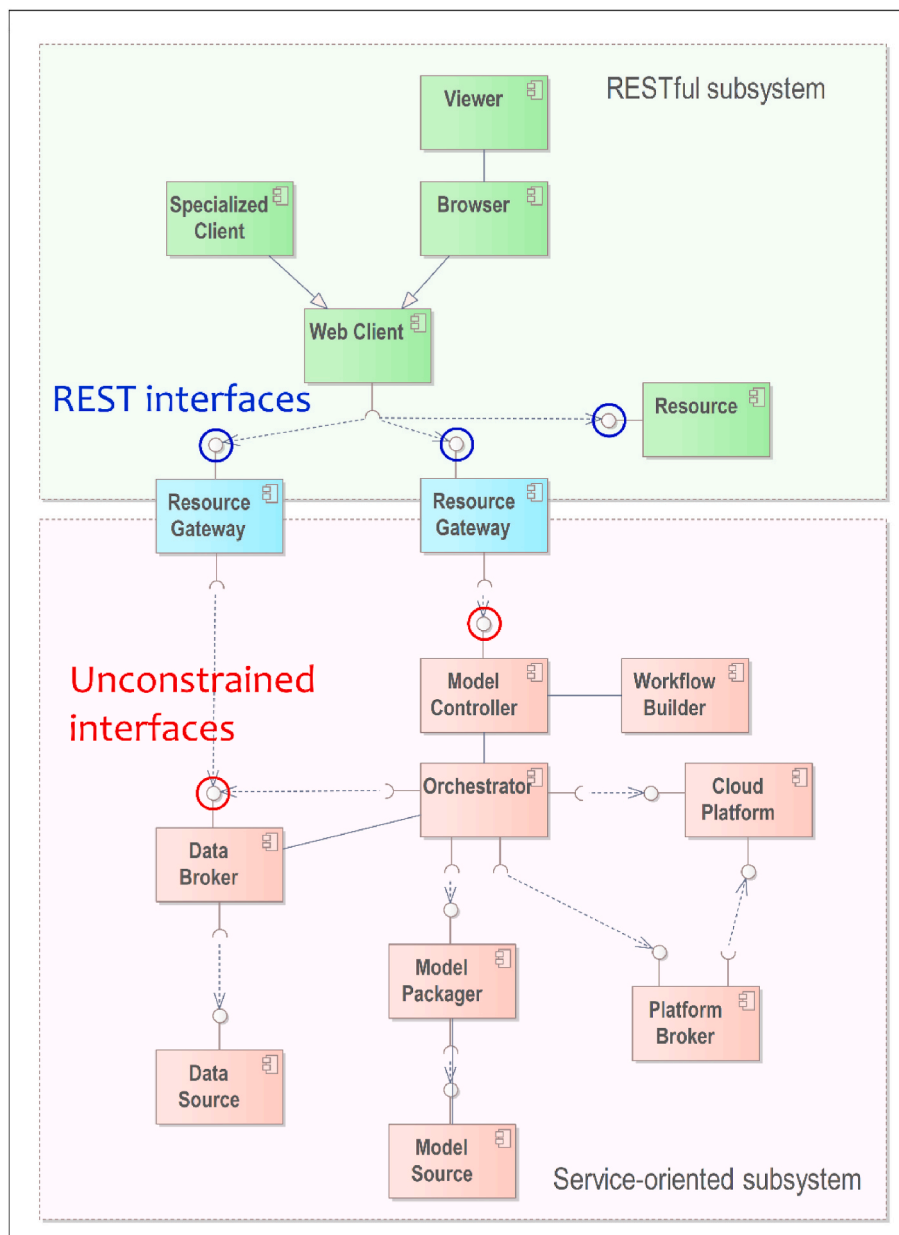 Viewer
RESTful subsystem
Specialized
Client
Browser
Web Client
REST interfaces
Resource
Resource
Gateway
Resource
Gateway
Unconstrained
interfaces
Model
Controller
Workflow
Builder
Orchestrator
Cloud
Platform
Data
Broker
Model
Packager
Platform
Broker
Data
Source
Model
Source
Service-oriented subsystem